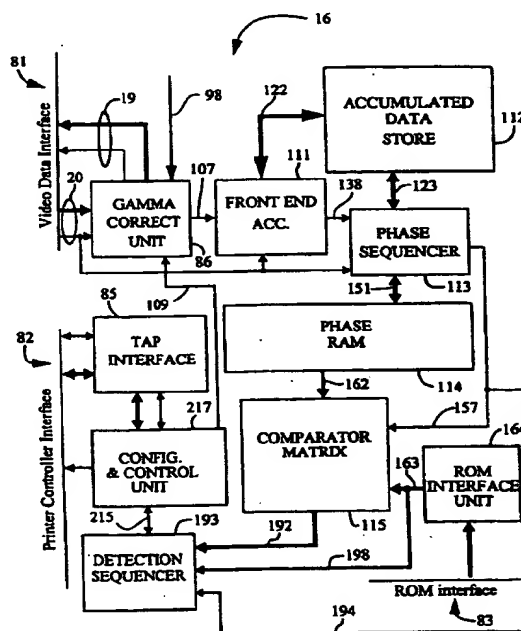 16
81
19
98
122
ACCUMULATED
DATA
STORE
112
Video Data Interface
107
111
138
123
20
GAMMA
CORRECT
UNIT
FRONT END
ACC.
PHASE
SEQUENCER
86
113
109
151
82
85
TAP
INTERFACE
PHASE
RAM
114
217
162
157
164
Printer Controller Interface
CONFIG.
& CONTROL
UNIT
COMPARATOR
MATRIX
163
ROM
INTERFACE
UNIT
215
193
192
115
DETECTION
SEQUENCER
198
ROM interface
83
194